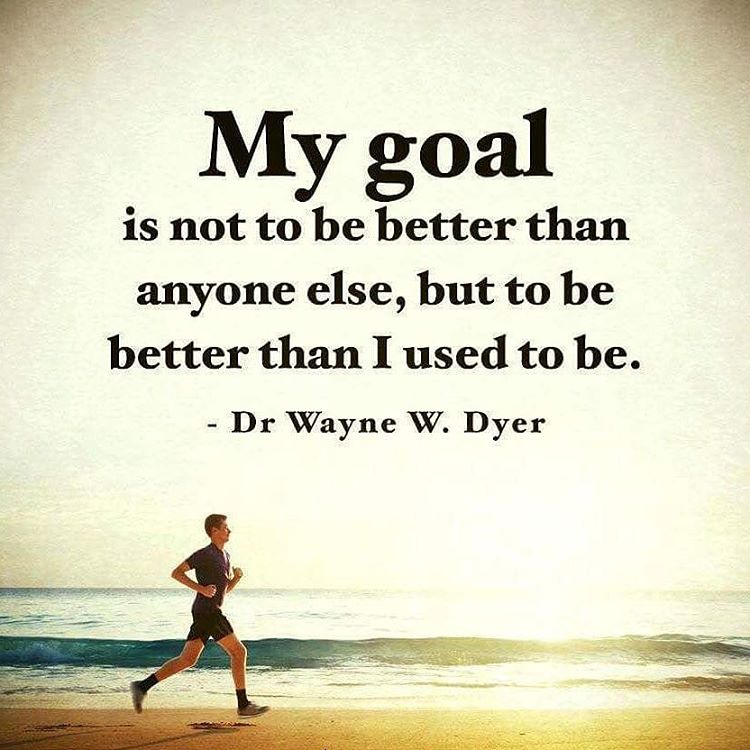 My goal
is not to be better than
anyone else, but to be
better than I used to be.
- Dr Wayne W. Dyer